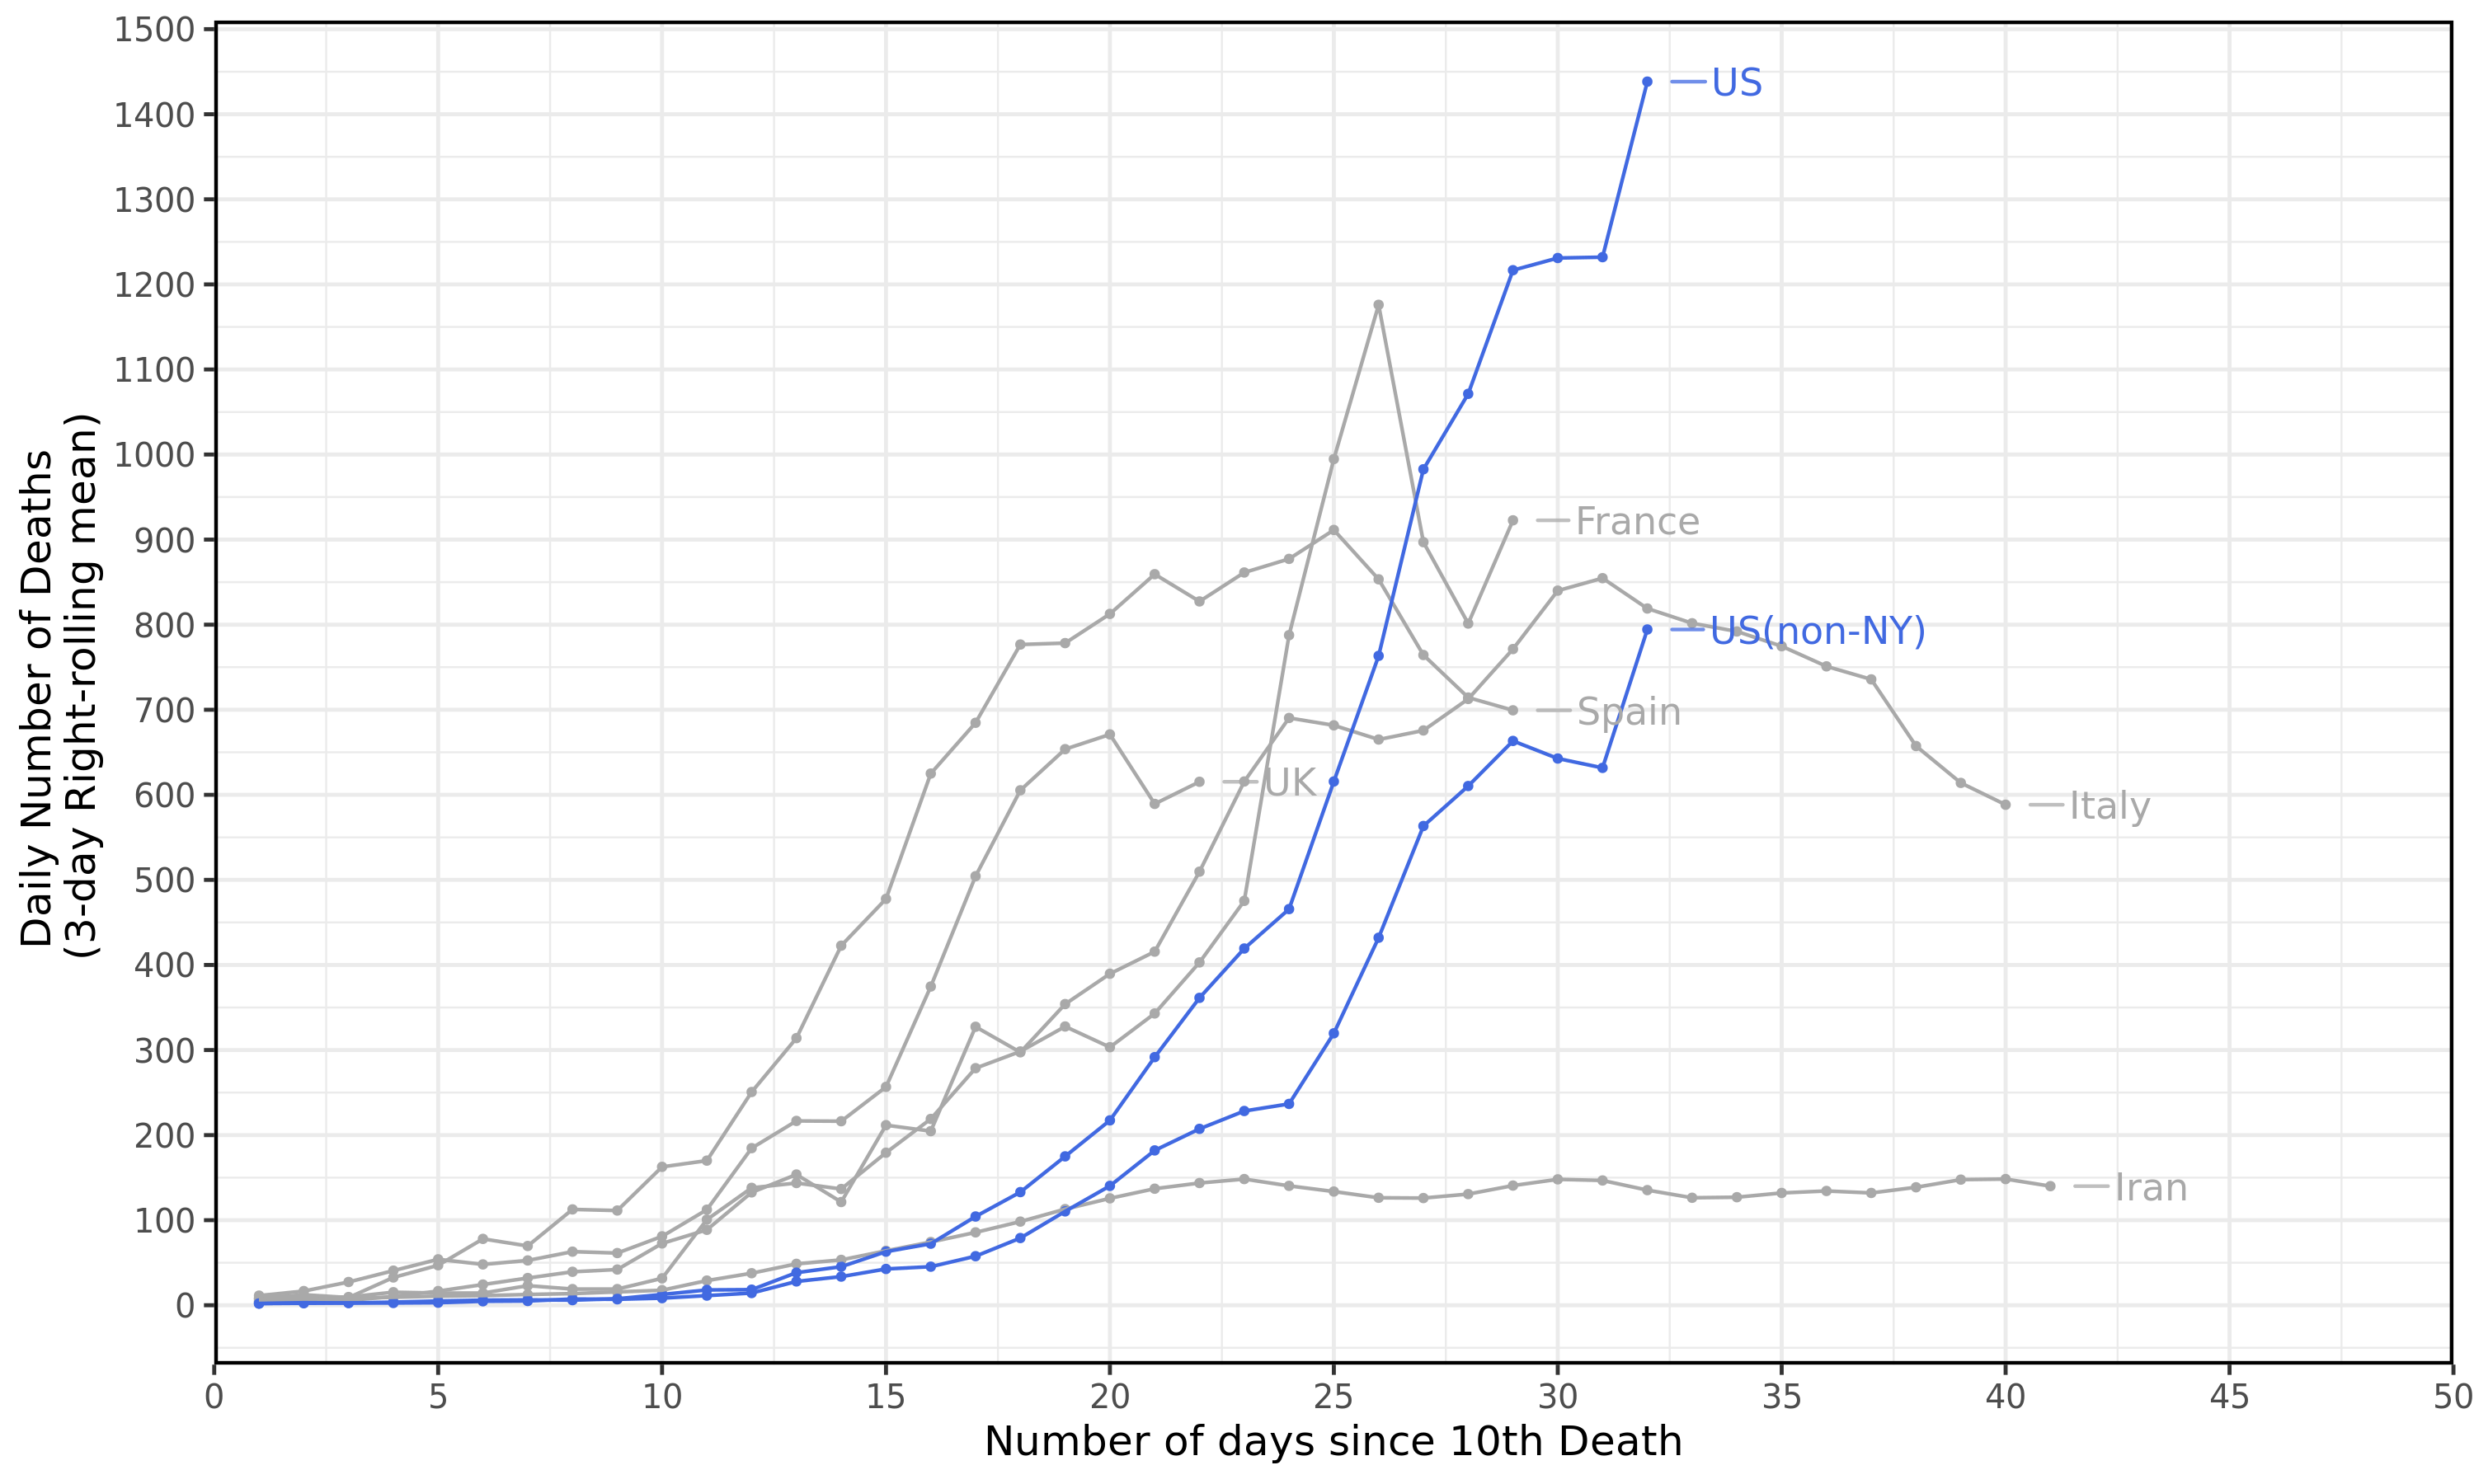 Daily Number of Deaths
(3-day Right-rolling mean)
1500
1400
1300
1200
1100
1000
900
800
700
600
500
400
300
200
100
0
US
France
US(non-NY)
Spain
UK
Italy
Iran
0 5 10 15 20 25 30 35 40 45 50
Number of days since 10th Death